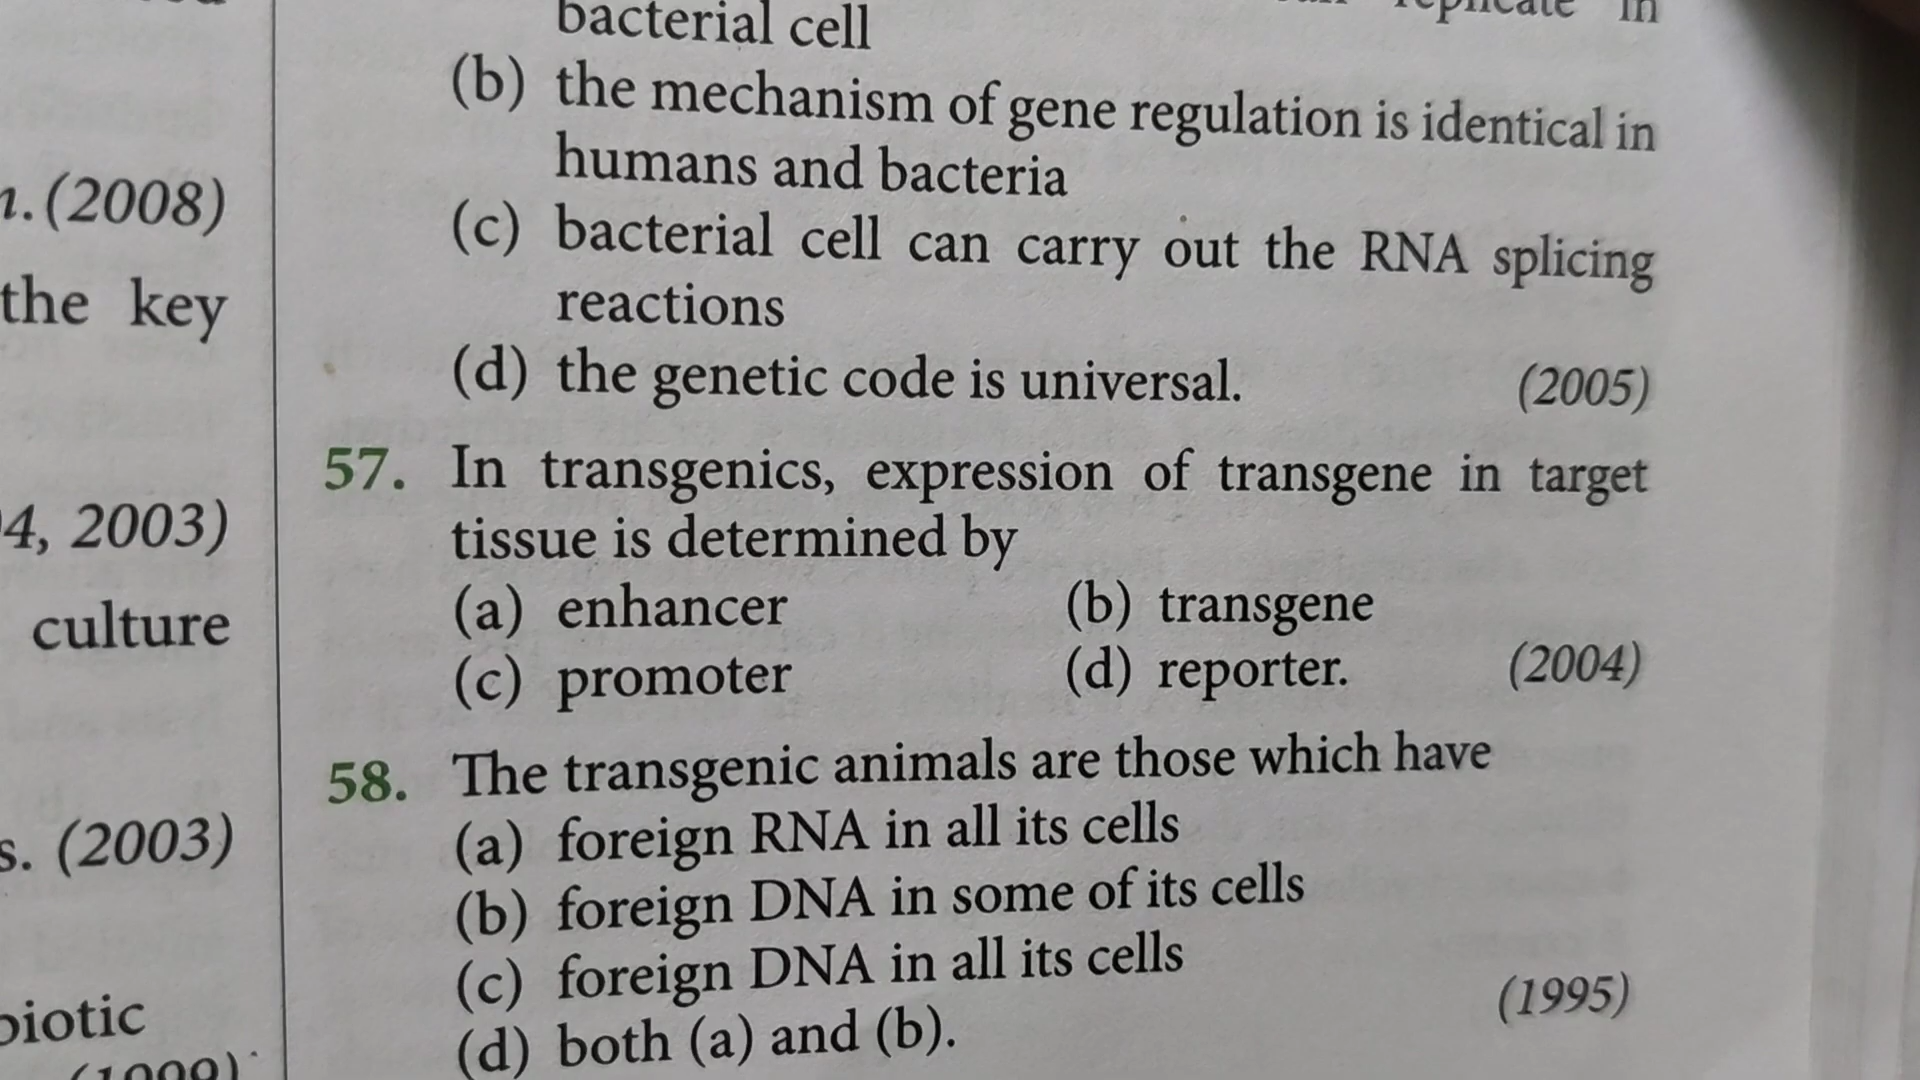 n. (2008)
the key
4, 2003)
culture
s. (2003)
biotic
(1999)
replicate in
bacterial cell
(b) the mechanism of gene regulation is identical in
humans and bacteria
(c) bacterial cell can carry out the RNA splicing
reactions
(d) the genetic code is universal. (2005)
57. In transgenics, expression of transgene in target
tissue is determined by
(a) enhancer (b) transgene
(c) promoter (d) reporter. (2004)
58. The transgenic animals are those which have
(a) foreign RNA in all its cells
(b) foreign DNA in some of its cells
(c) foreign DNA in all its cells
(d) both (a) and (b). (1995)